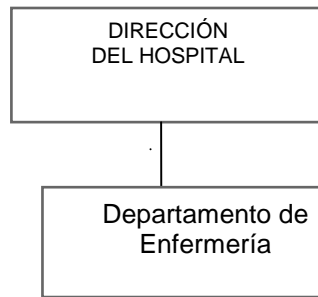 DIRECCIÓN
DEL HOSPITAL
Departamento de
Enfermería